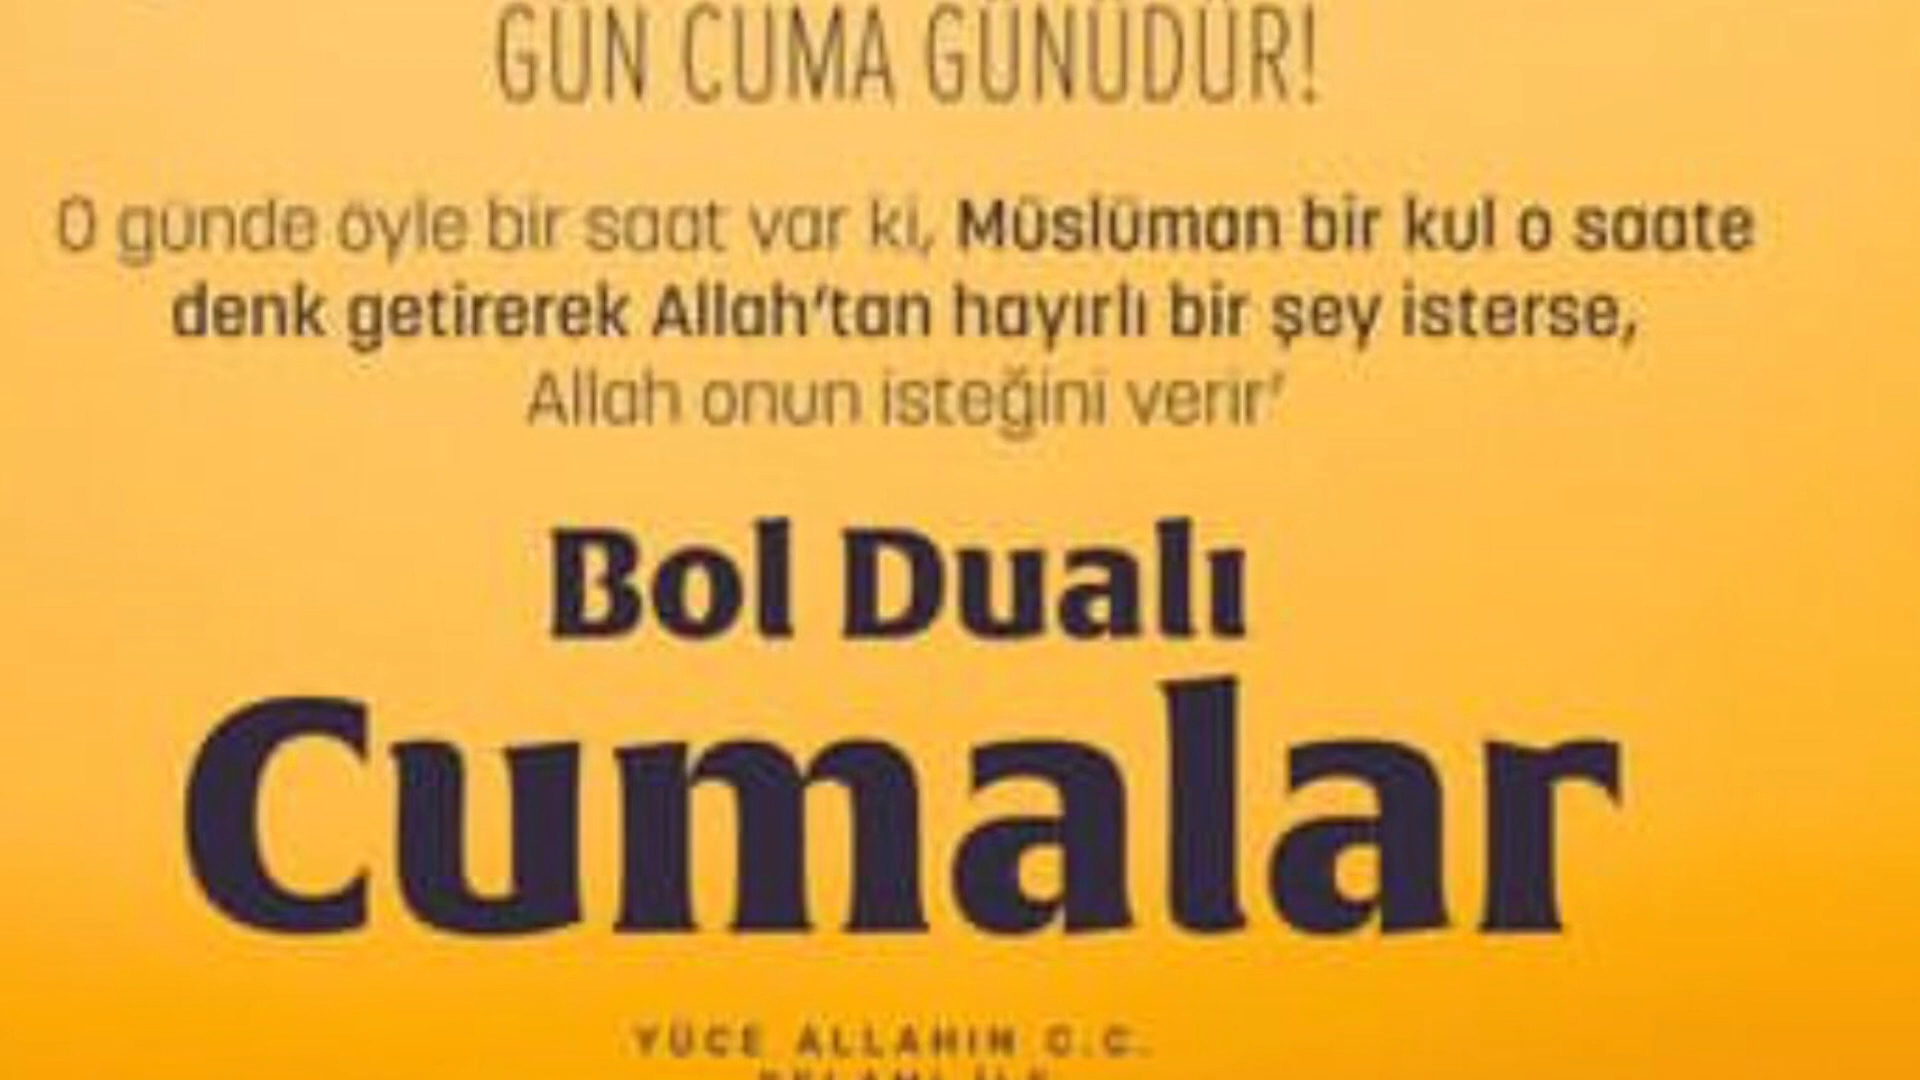 GÜN CUMA GÜNÜDÜR!
O günde öyle bir saat var ki, Müslüman bir kul o saate
denk getirerek Allah’tan hayırlı bir şey isterse,
Allah onun isteğini verir’
Bol Dualı
Cumalar
YÜCE ALLAHIN C.C.